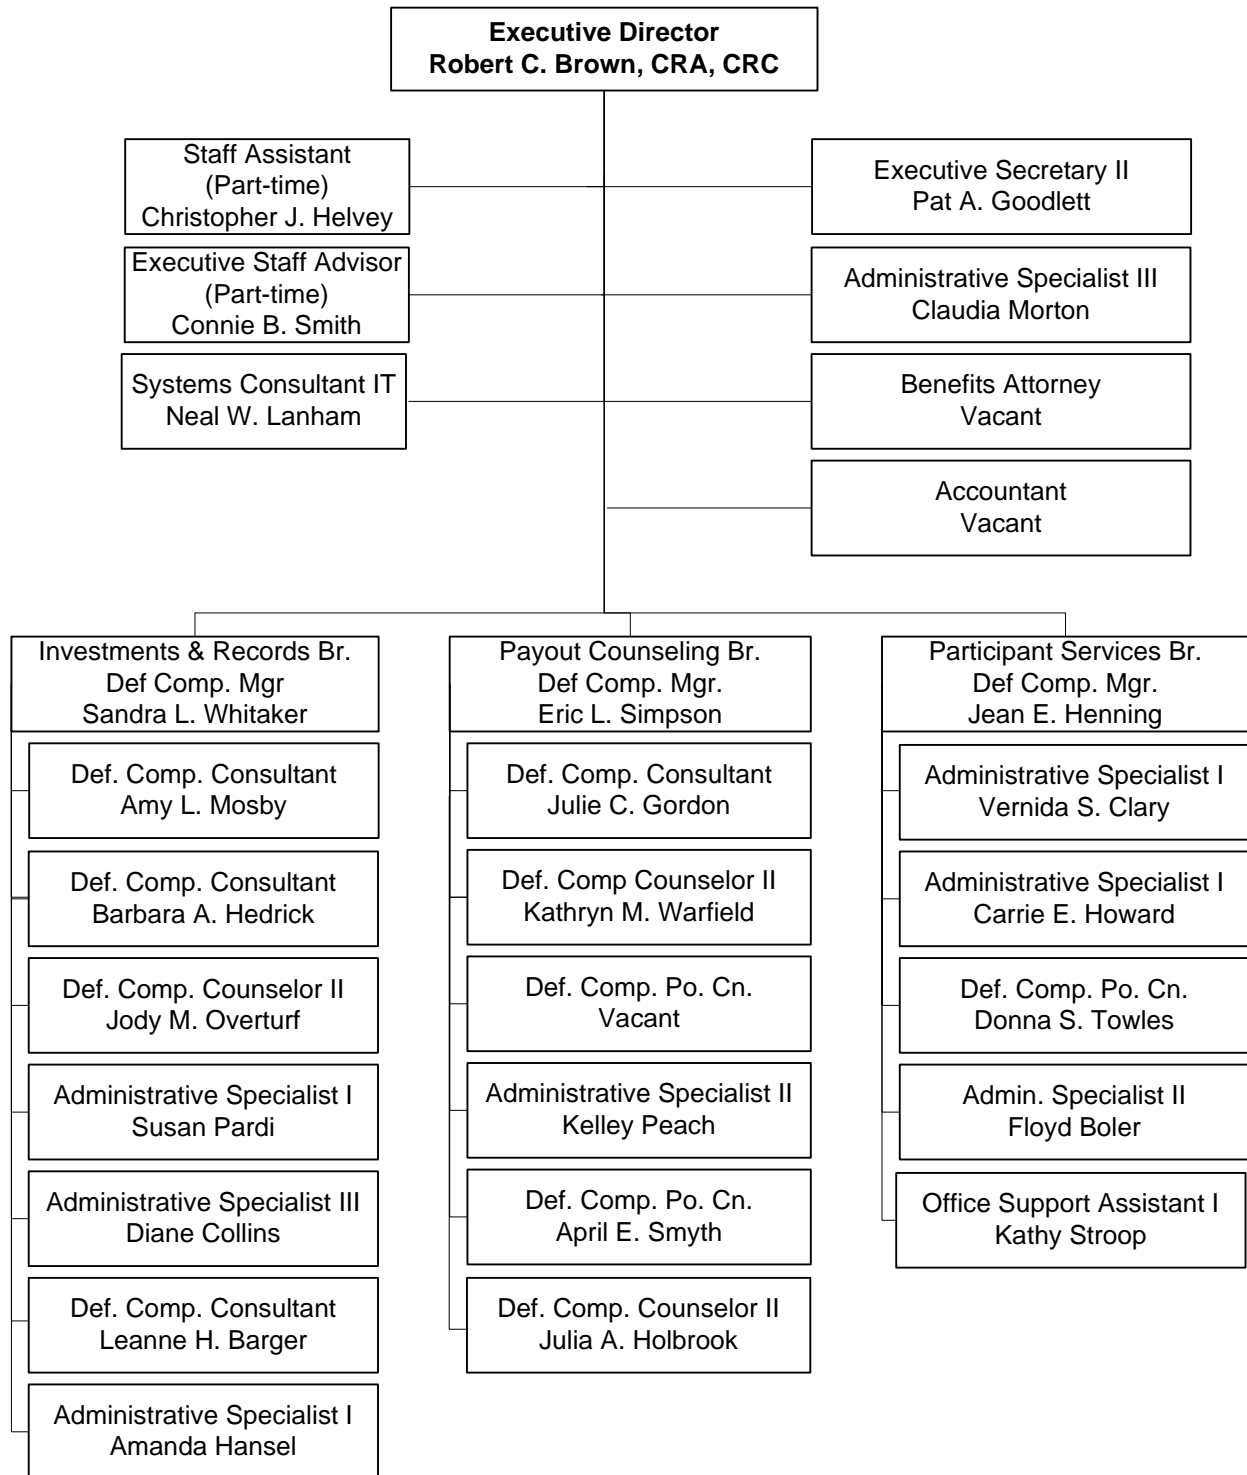 Executive Director
Robert C. Brown, CRA, CRC
Staff Assistant
(Part-time)
Christopher J. Helvey
Executive Secretary II
Pat A. Goodlett
Executive Staff Advisor
(Part-time)
Connie B. Smith
Administrative Specialist III
Claudia Morton
Systems Consultant IT
Neal W. Lanham
Benefits Attorney
Vacant
Accountant
Vacant
Investments & Records Br.
Def Comp. Mgr
Sandra L. Whitaker
Def. Comp. Consultant
Amy L. Mosby
Def. Comp. Consultant
Barbara A. Hedrick
Def. Comp. Counselor II
Jody M. Overturf
Administrative Specialist I
Susan Pardi
Administrative Specialist III
Diane Collins
Def. Comp. Consultant
Leanne H. Barger
Administrative Specialist I
Amanda Hansel
Payout Counseling Br.
Def Comp. Mgr.
Eric L. Simpson
Def. Comp. Consultant
Julie C. Gordon
Def. Comp Counselor II
Kathryn M. Warfield
Def. Comp. Po. Cn.
Vacant
Administrative Specialist II
Kelley Peach
Def. Comp. Po. Cn.
April E. Smyth
Def. Comp. Counselor II
Julia A. Holbrook
Participant Services Br.
Def Comp. Mgr.
Jean E. Henning
Administrative Specialist I
Vernida S. Clary
Administrative Specialist I
Carrie E. Howard
Def. Comp. Po. Cn.
Donna S. Towles
Admin. Specialist II
Floyd Boler
Office Support Assistant I
Kathy Stroop